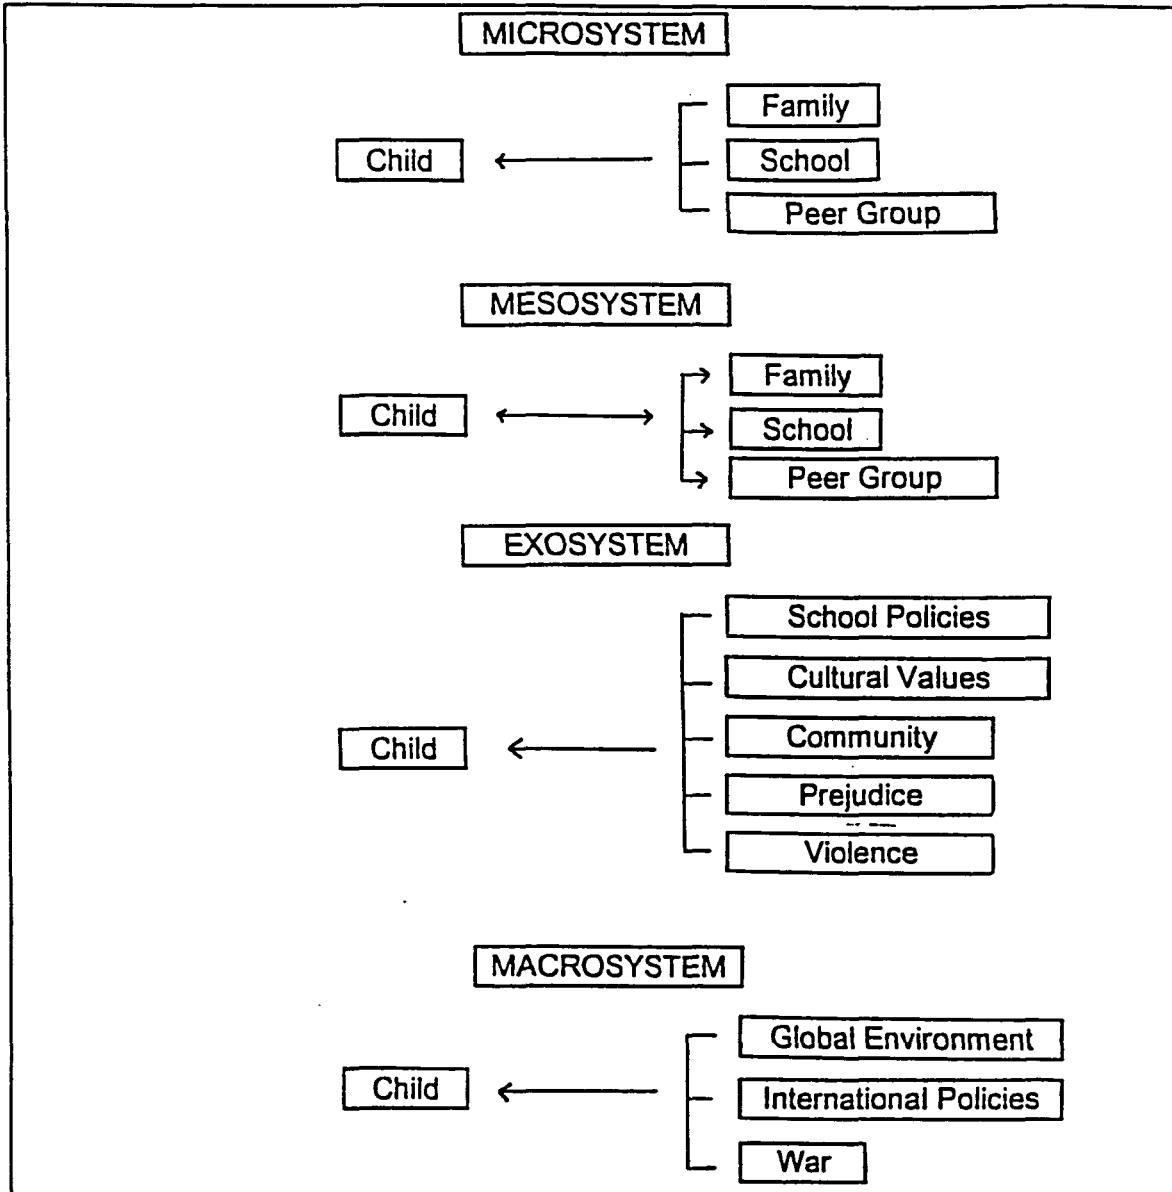 MICROSYSTEM
Family
Child
School
Peer Group
MESOSYSTEM
Family
Child
School
Peer Group
EXOSYSTEM
School Policies
Cultural Values
Child
Community
Prejudice
Violence
MACROSYSTEM
Global Environment
Child
International Policies
War